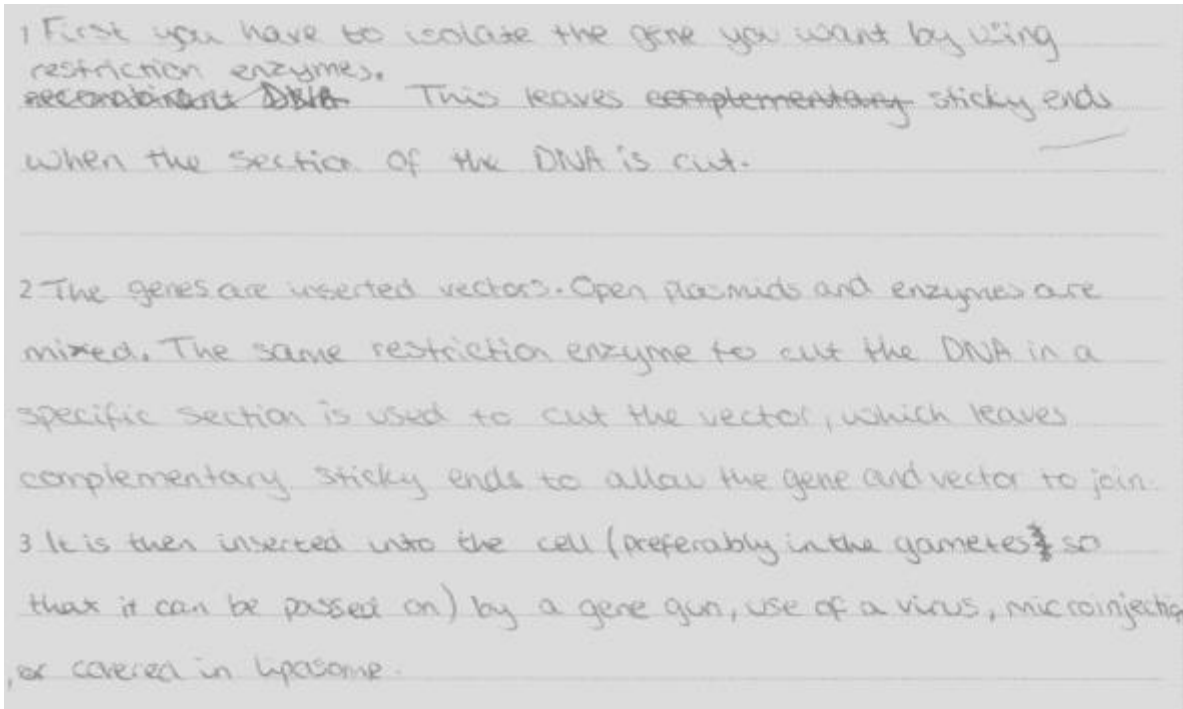 1 First you have to isolate the gene you want by using
restriction enzymes.
recombinant DNA This leaves complementary sticky ends
when the section of the DNA is cut.
2 The genes are inserted vectors. Open plasmids and enzymes are
mixed. The same restriction enzyme to cut the DNA in a
specific section is used to cut the vector, which leaves
complementary sticky ends to allow the gene and vector to join.
3 It is then inserted into the cell (preferably in the gametes so
that it can be passed on) by a gene gun, use of a virus, microinjection
, or covered in liposome.